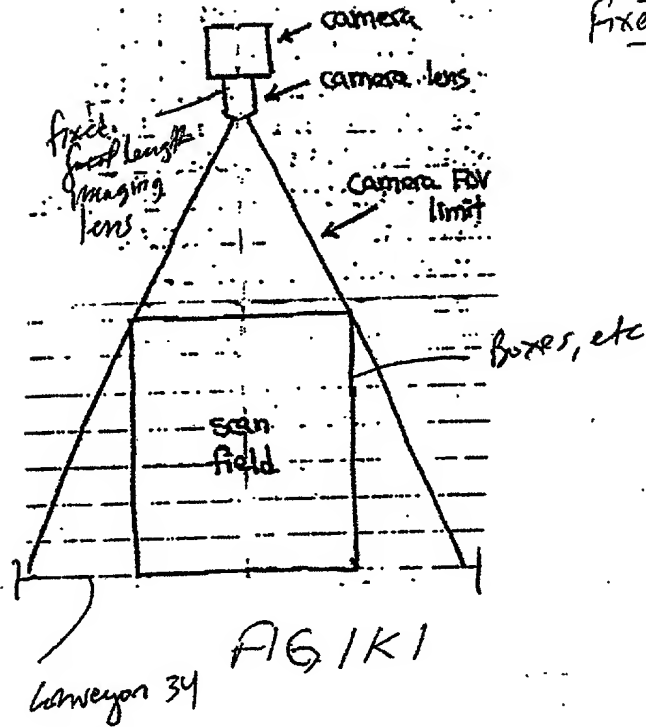 camera
Fixe
camera lens
fixed
focal length
imaging
lens
camera FOV
limit
Boxes, etc
scan
field
FIG 1K1
Conveyor 34